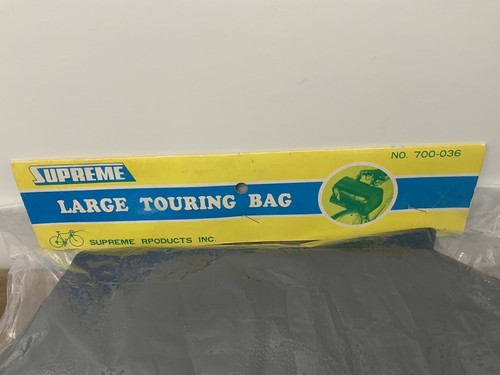 SUPREME
NO. 700-036
LARGE TOURING BAG
SUPREME RPODUCTS INC.